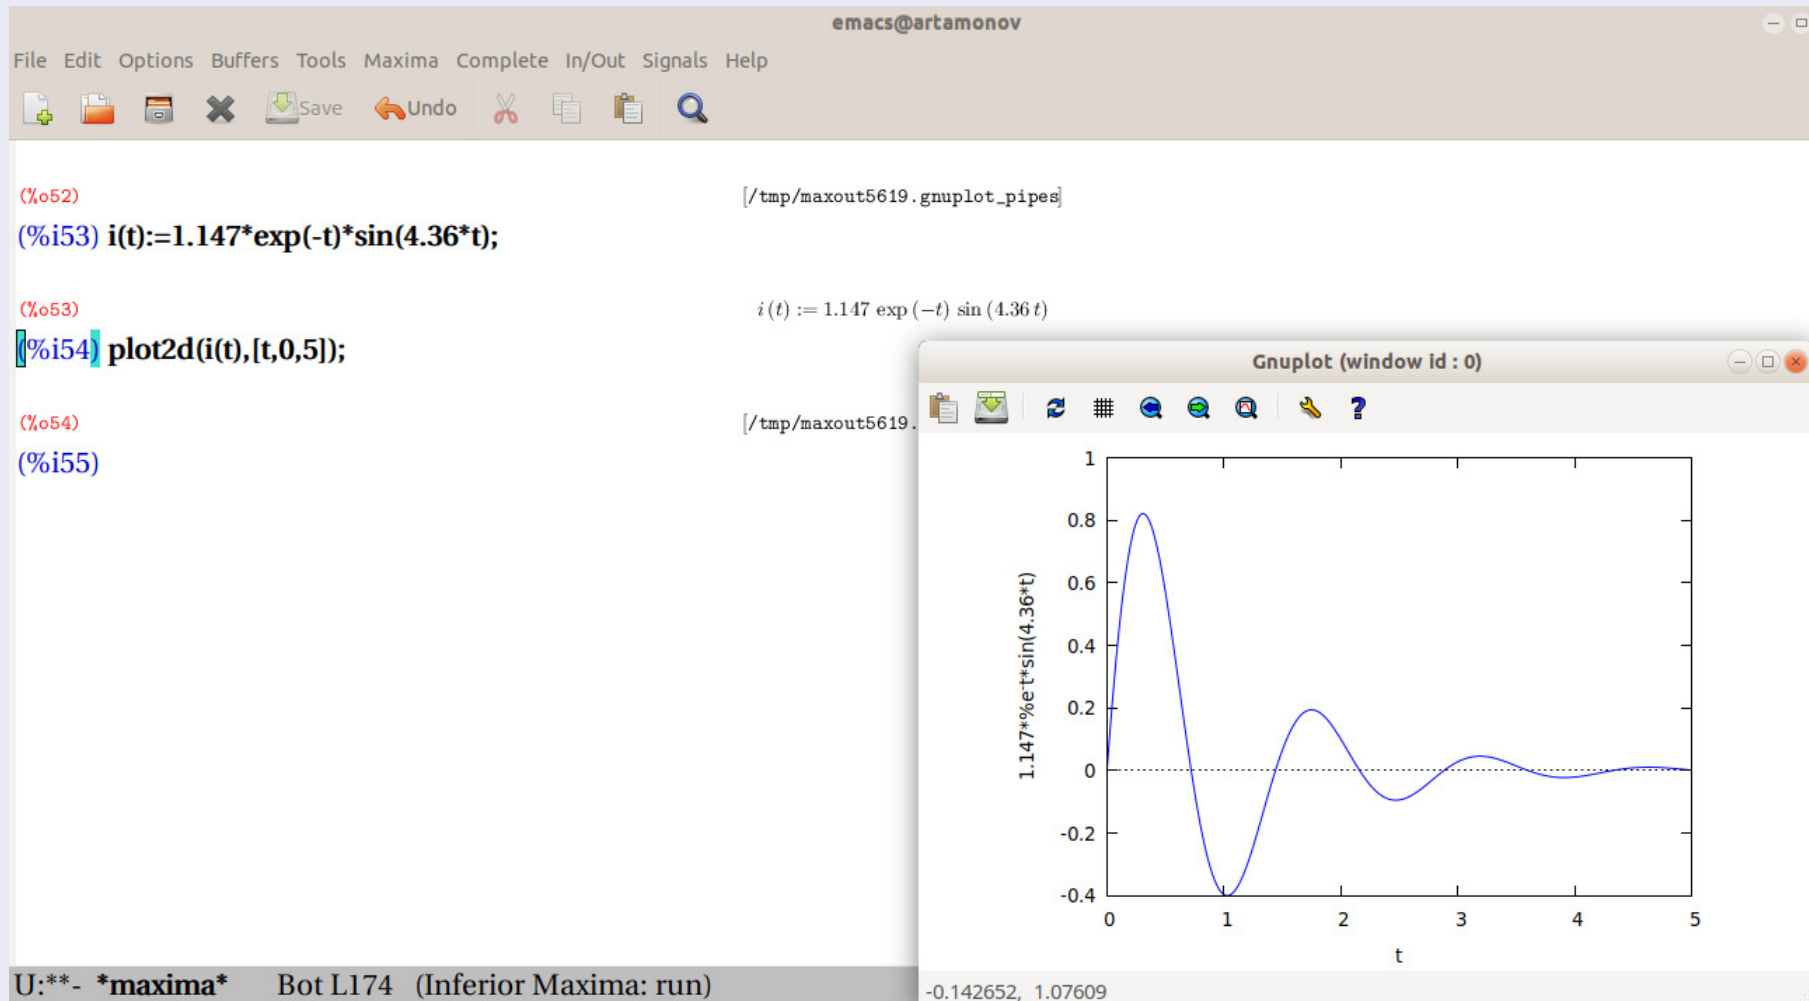 emacs@artamonov
File Edit Options Buffers Tools Maxima Complete In/Out Signals Help
Save Undo
(%o52) [/tmp/maxout5619.gnuplot_pipes]
(%i53) i(t):=1.147*exp(-t)*sin(4.36*t);
(%o53) i (t) := 1.147 exp (−t) sin (4.36 t)
(%i54) plot2d(i(t),[t,0,5]);
(%o54) [/tmp/maxout5619.
(%i55)
U:**- *maxima* Bot L174 (Inferior Maxima: run)
Gnuplot (window id : 0)
1
0.8
0.6
0.4
0.2
0
-0.2
-0.4
1.147*%e-t*sin(4.36*t)
0 1 2 3 4 5
t
-0.142652, 1.07609